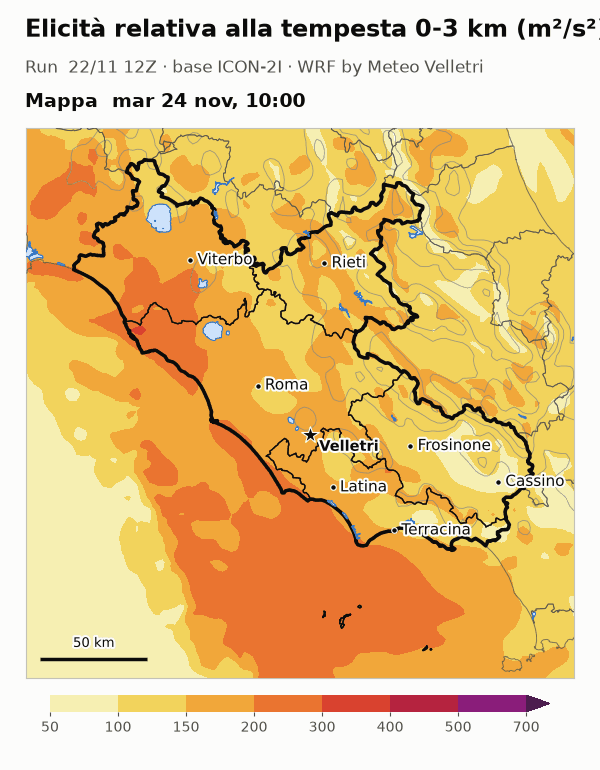 Elicità relativa alla tempesta 0-3 km (m²/s²)
Run  22/11 12Z · base ICON-2I · WRF by Meteo Velletri
Mappa  mar 24 nov, 10:00
Viterbo
Rieti
Roma
Velletri
Frosinone
Cassino
Latina
Terracina
50 km
50 100 150 200 300 400 500 700